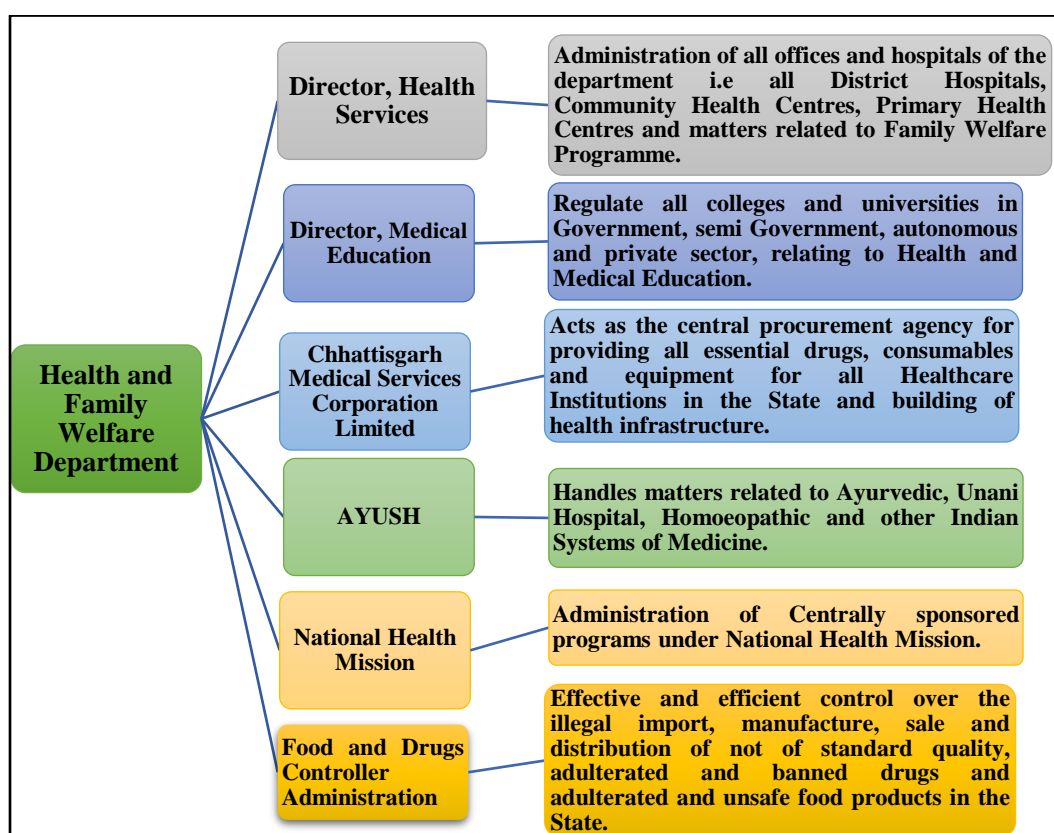 Health and
Family
Welfare
Department
Director, Health
Services
Administration of all offices and hospitals of the
department i.e all District Hospitals,
Community Health Centres, Primary Health
Centres and matters related to Family Welfare
Programme.
Director, Medical
Education
Regulate all colleges and universities in
Government, semi Government, autonomous
and private sector, relating to Health and
Medical Education.
Chhattisgarh
Medical Services
Corporation
Limited
Acts as the central procurement agency for
providing all essential drugs, consumables
and equipment for all Healthcare
Institutions in the State and building of
health infrastructure.
AYUSH
Handles matters related to Ayurvedic, Unani
Hospital, Homoeopathic and other Indian
Systems of Medicine.
National Health
Mission
Administration of Centrally sponsored
programs under National Health Mission.
Food and Drugs
Controller
Administration
Effective and efficient control over the
illegal import, manufacture, sale and
distribution of not of standard quality,
adulterated and banned drugs and
adulterated and unsafe food products in the
State.